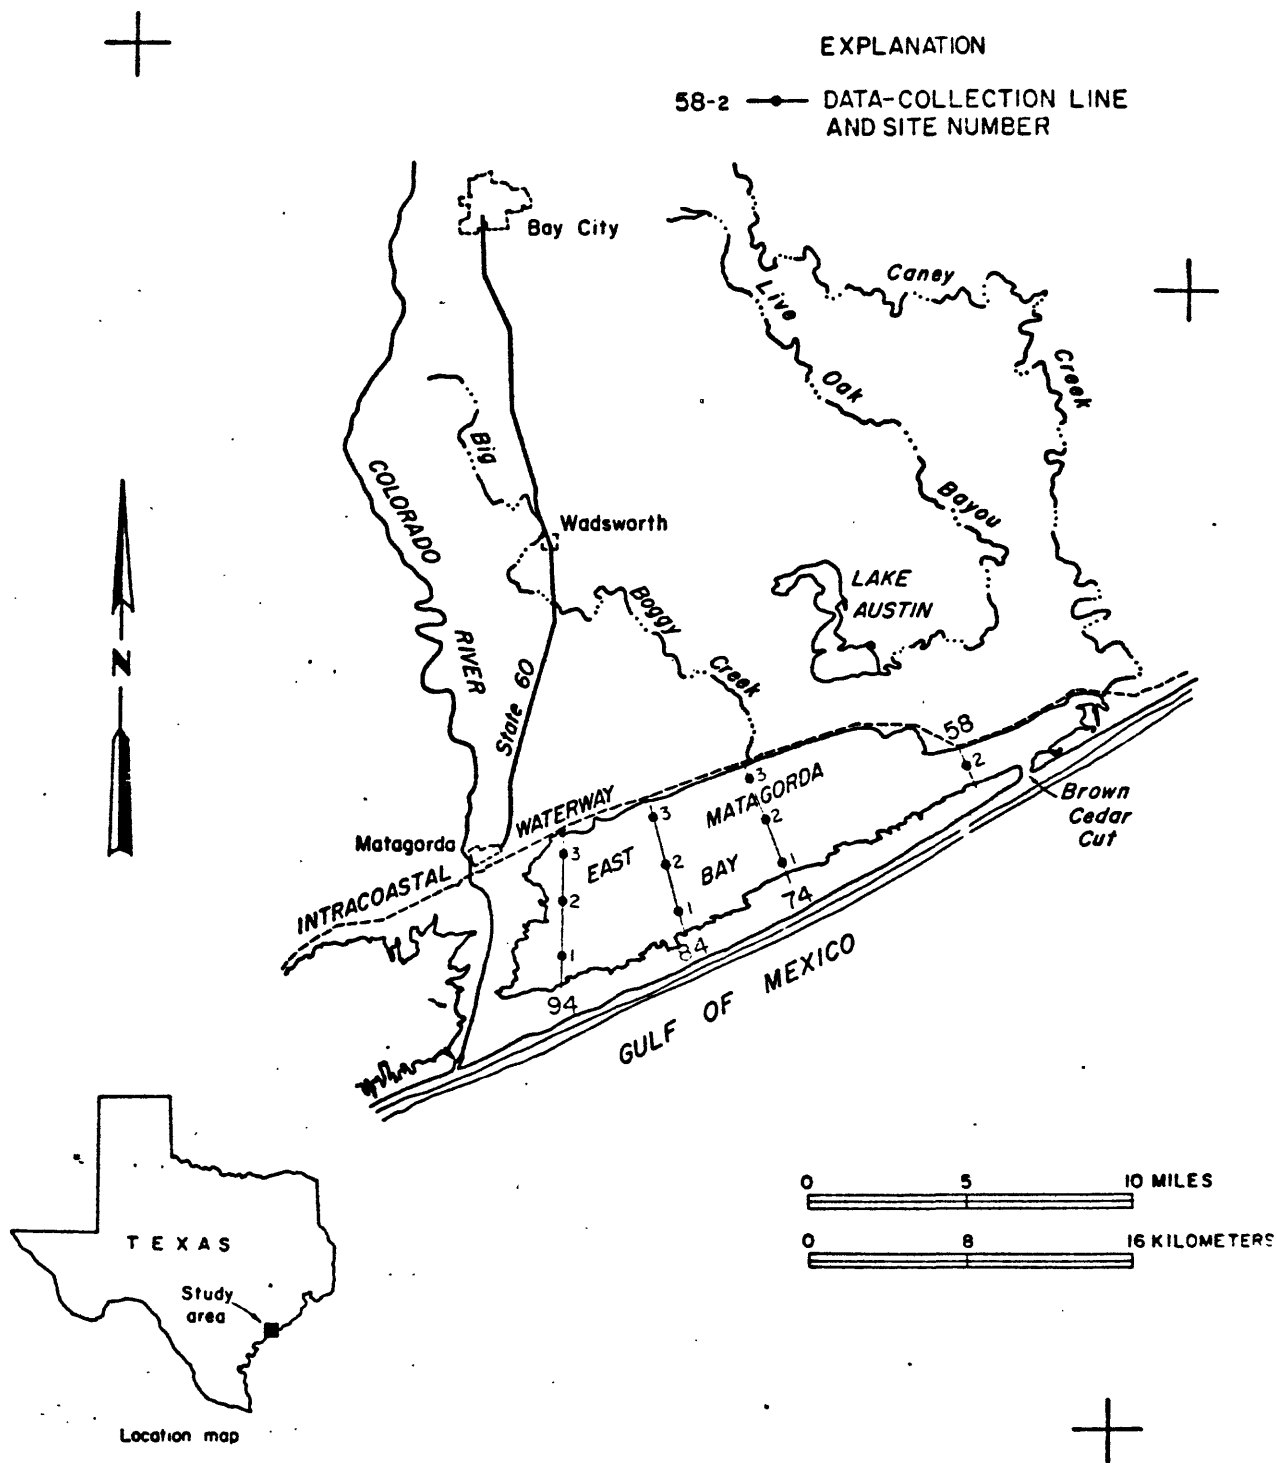 EXPLANATION
58-2 DATA-COLLECTION LINE
AND SITE NUMBER
Bay City
Caney
Creek
Live
Oak
Bayou
Big
Boggy
Creek
COLORADO
RIVER
Wadsworth
State 60
LAKE
AUSTIN
N
58
2
3
2
1
74
MATAGORDA
EAST
BAY
3
2
1
84
3
2
1
94
Brown
Cedar
Cut
Matagorda
INTRACOASTAL
WATERWAY
GULF OF MEXICO
0 5 10 MILES
0 8 16 KILOMETERS
TEXAS
Study
area
Location map